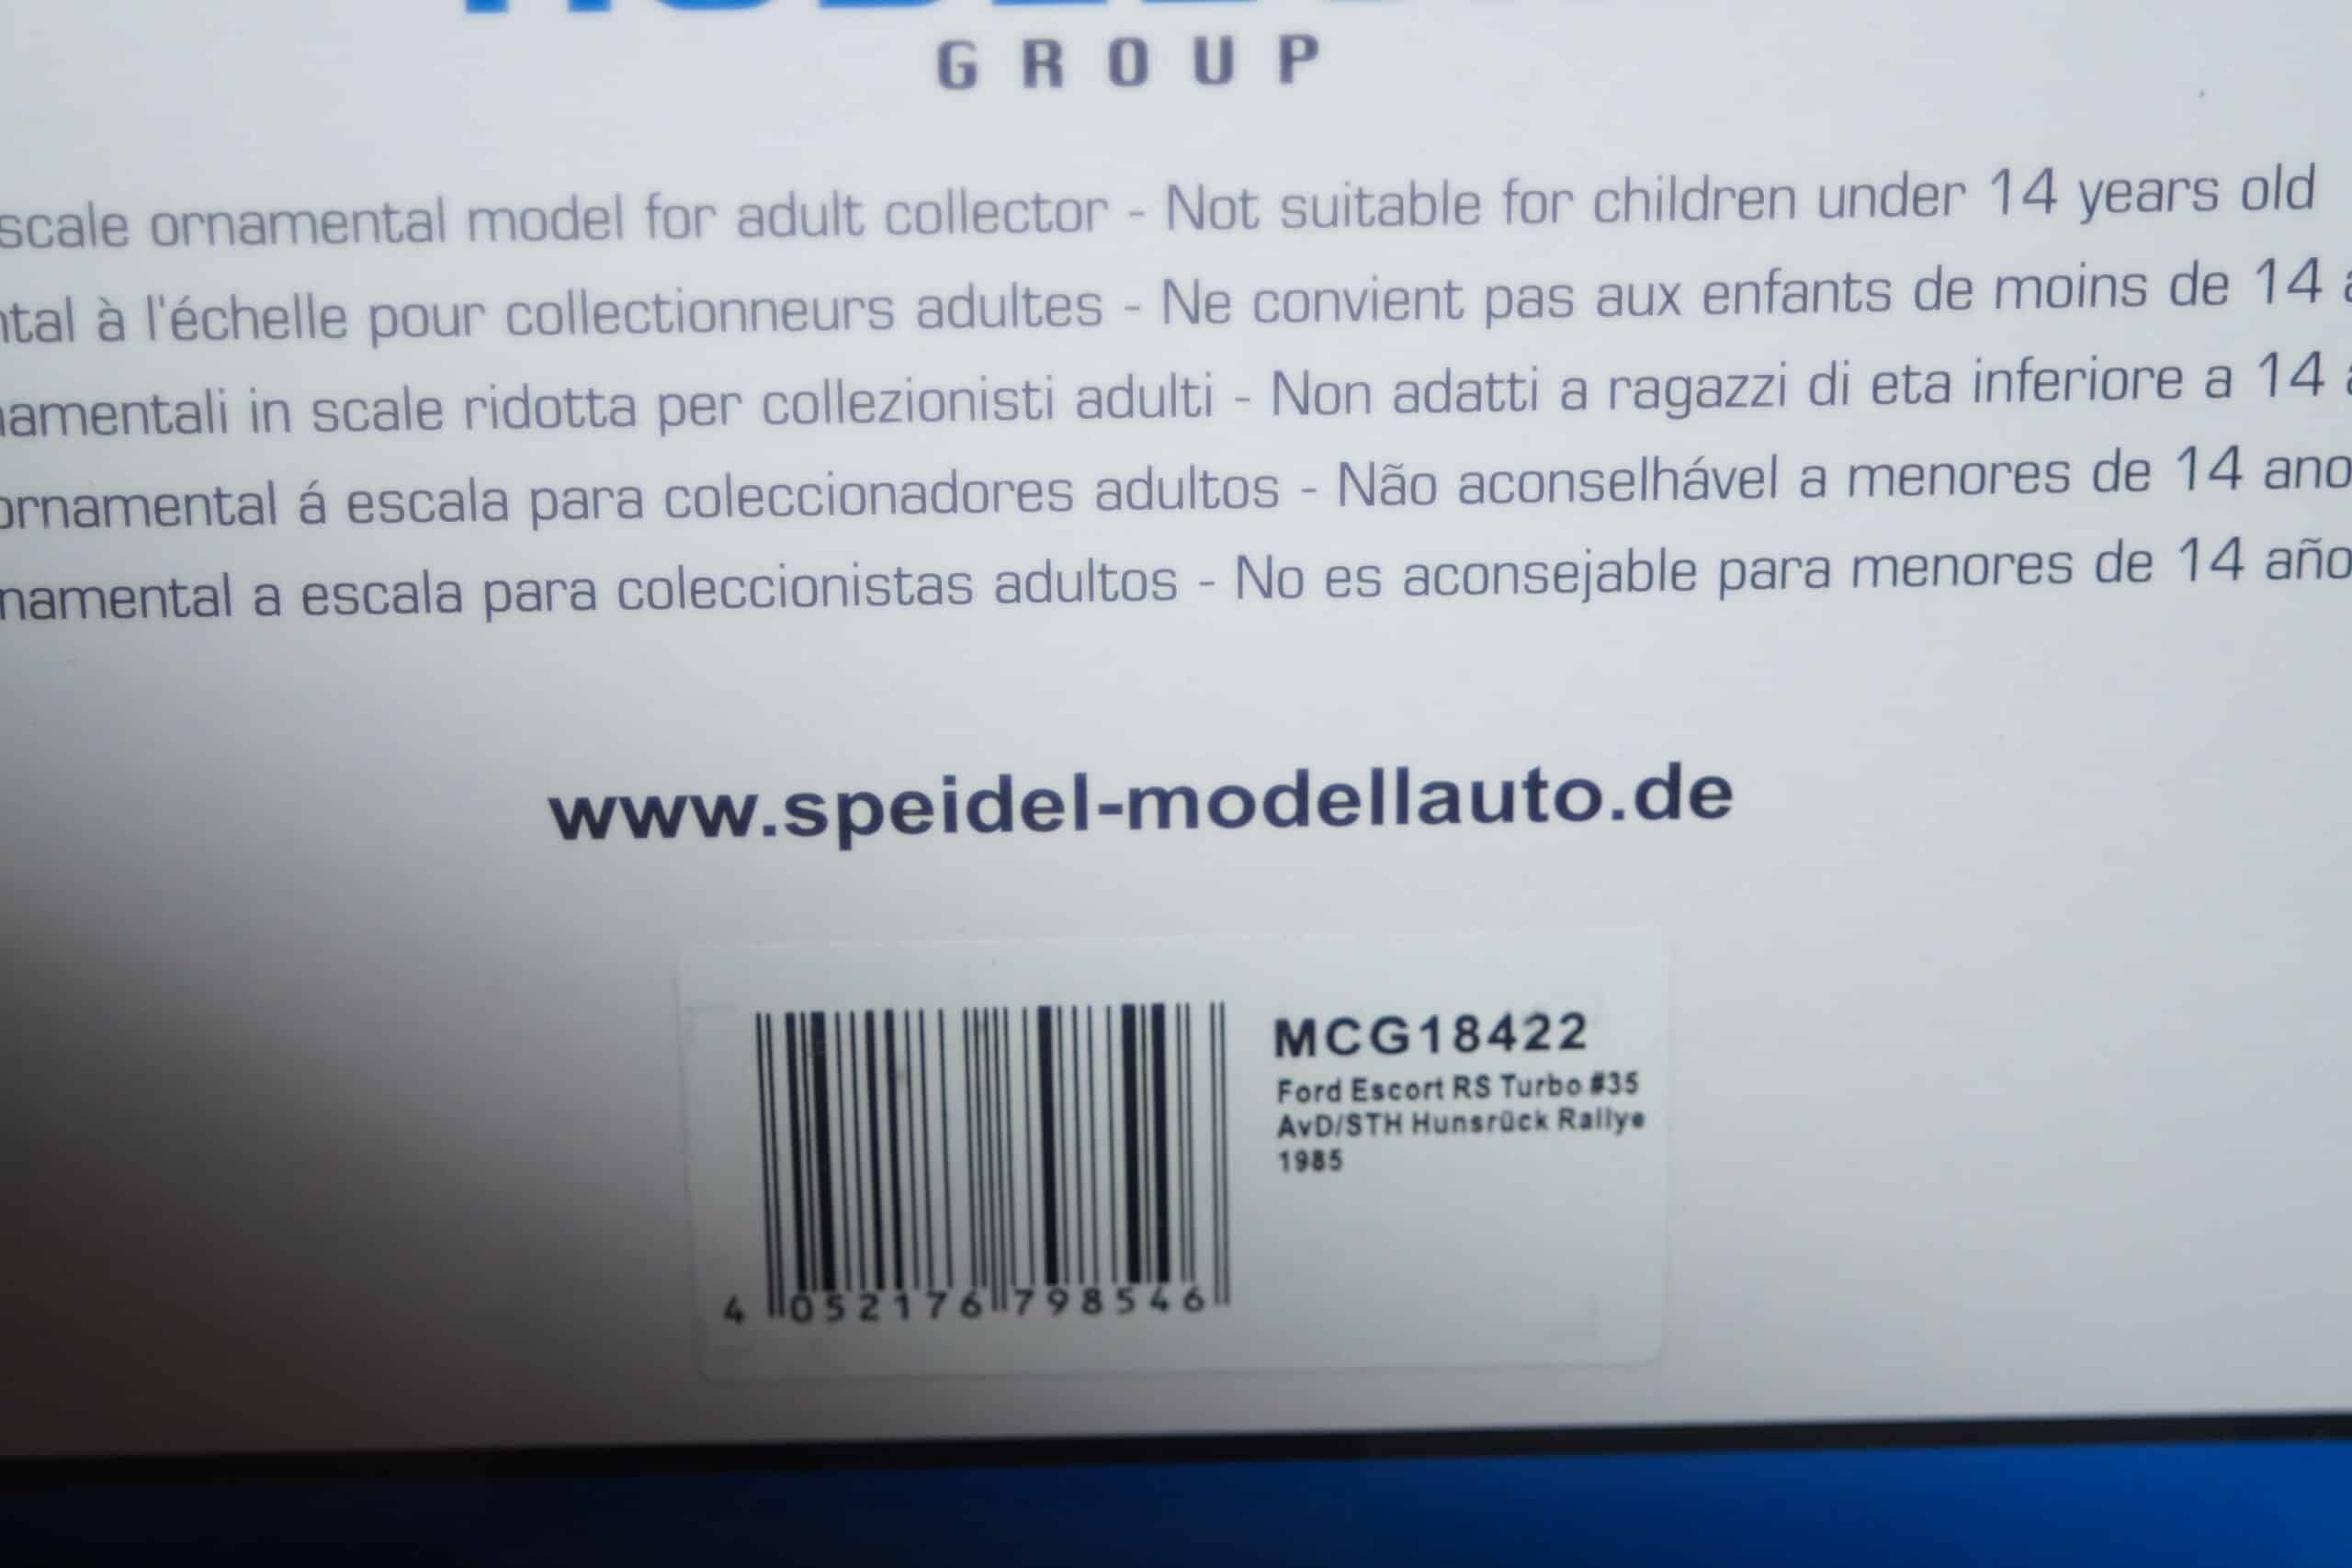 GROUP
scale ornamental model for adult collector - Not suitable for children under 14 years old
à l'échelle pour collectionneurs adultes - Ne convient pas aux enfants de moins de 14
in scale ridotta per collezionisti adulti - Non adatti a ragazzi di eta inferiore a 14
ornamental á escala para coleccionadores adultos - Não aconselhável a menores de 14 ano
namental a escala para coleccionistas adultos - No es aconsejable para menores de 14 año
www.speidel-modellauto.de
MCG18422
Ford Escort RS Turbo #35
AvD/STH Hunsrück Rallye
1985
4 052176 798546